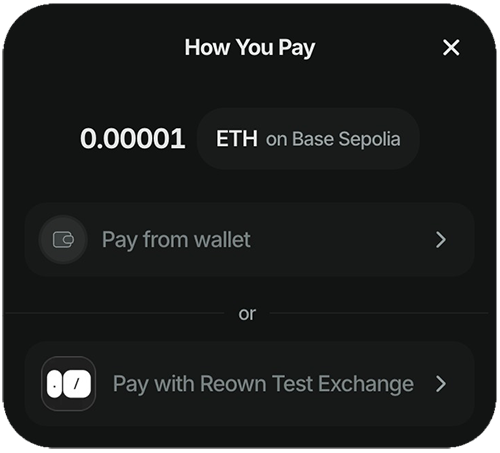 How You Pay
0.00001 ETH on Base Sepolia
Pay from wallet
or
Pay with Reown Test Exchange